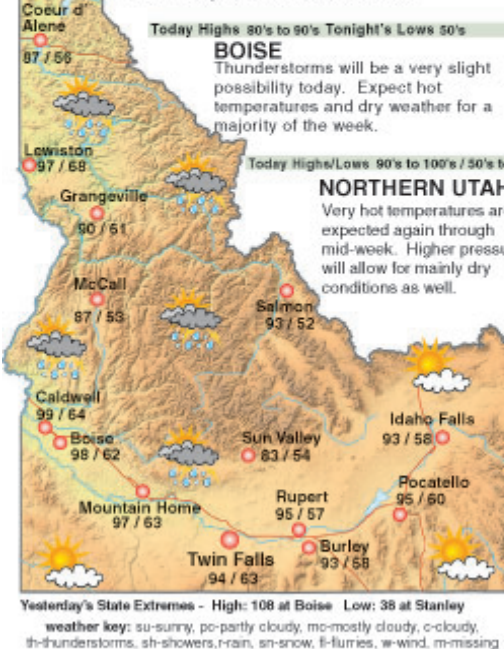 Coeur d'
Alene
87 / 56
Today Highs 80's to 90's Tonight's Lows 50's
BOISE
Thunderstorms will be a very slight
possibility today. Expect hot
temperatures and dry weather for a
majority of the week.
Lewiston
97 / 68
Today Highs/Lows 90's to 100's / 50's to
NORTHERN UTAH
Very hot temperatures are
expected again through
mid-week. Higher pressu
will allow for mainly dry
conditions as well.
Grangeville
90 / 61
McCall
87 / 53
Salmon
93 / 52
Caldwell
99 / 64
Boise
98 / 62
Sun Valley
83 / 54
Idaho Falls
93 / 58
Mountain Home
97 / 63
Rupert
95 / 57
Pocatello
95 / 60
Twin Falls
94 / 63
Burley
93 / 58
Yesterday's State Extremes - High: 108 at Boise Low: 38 at Stanley
weather key: su-sunny, pc-partly cloudy, mc-mostly cloudy, c-cloudy,
th-thunderstorms, sh-showers,r-rain, sn-snow, fl-flurries, w-wind, m-missing